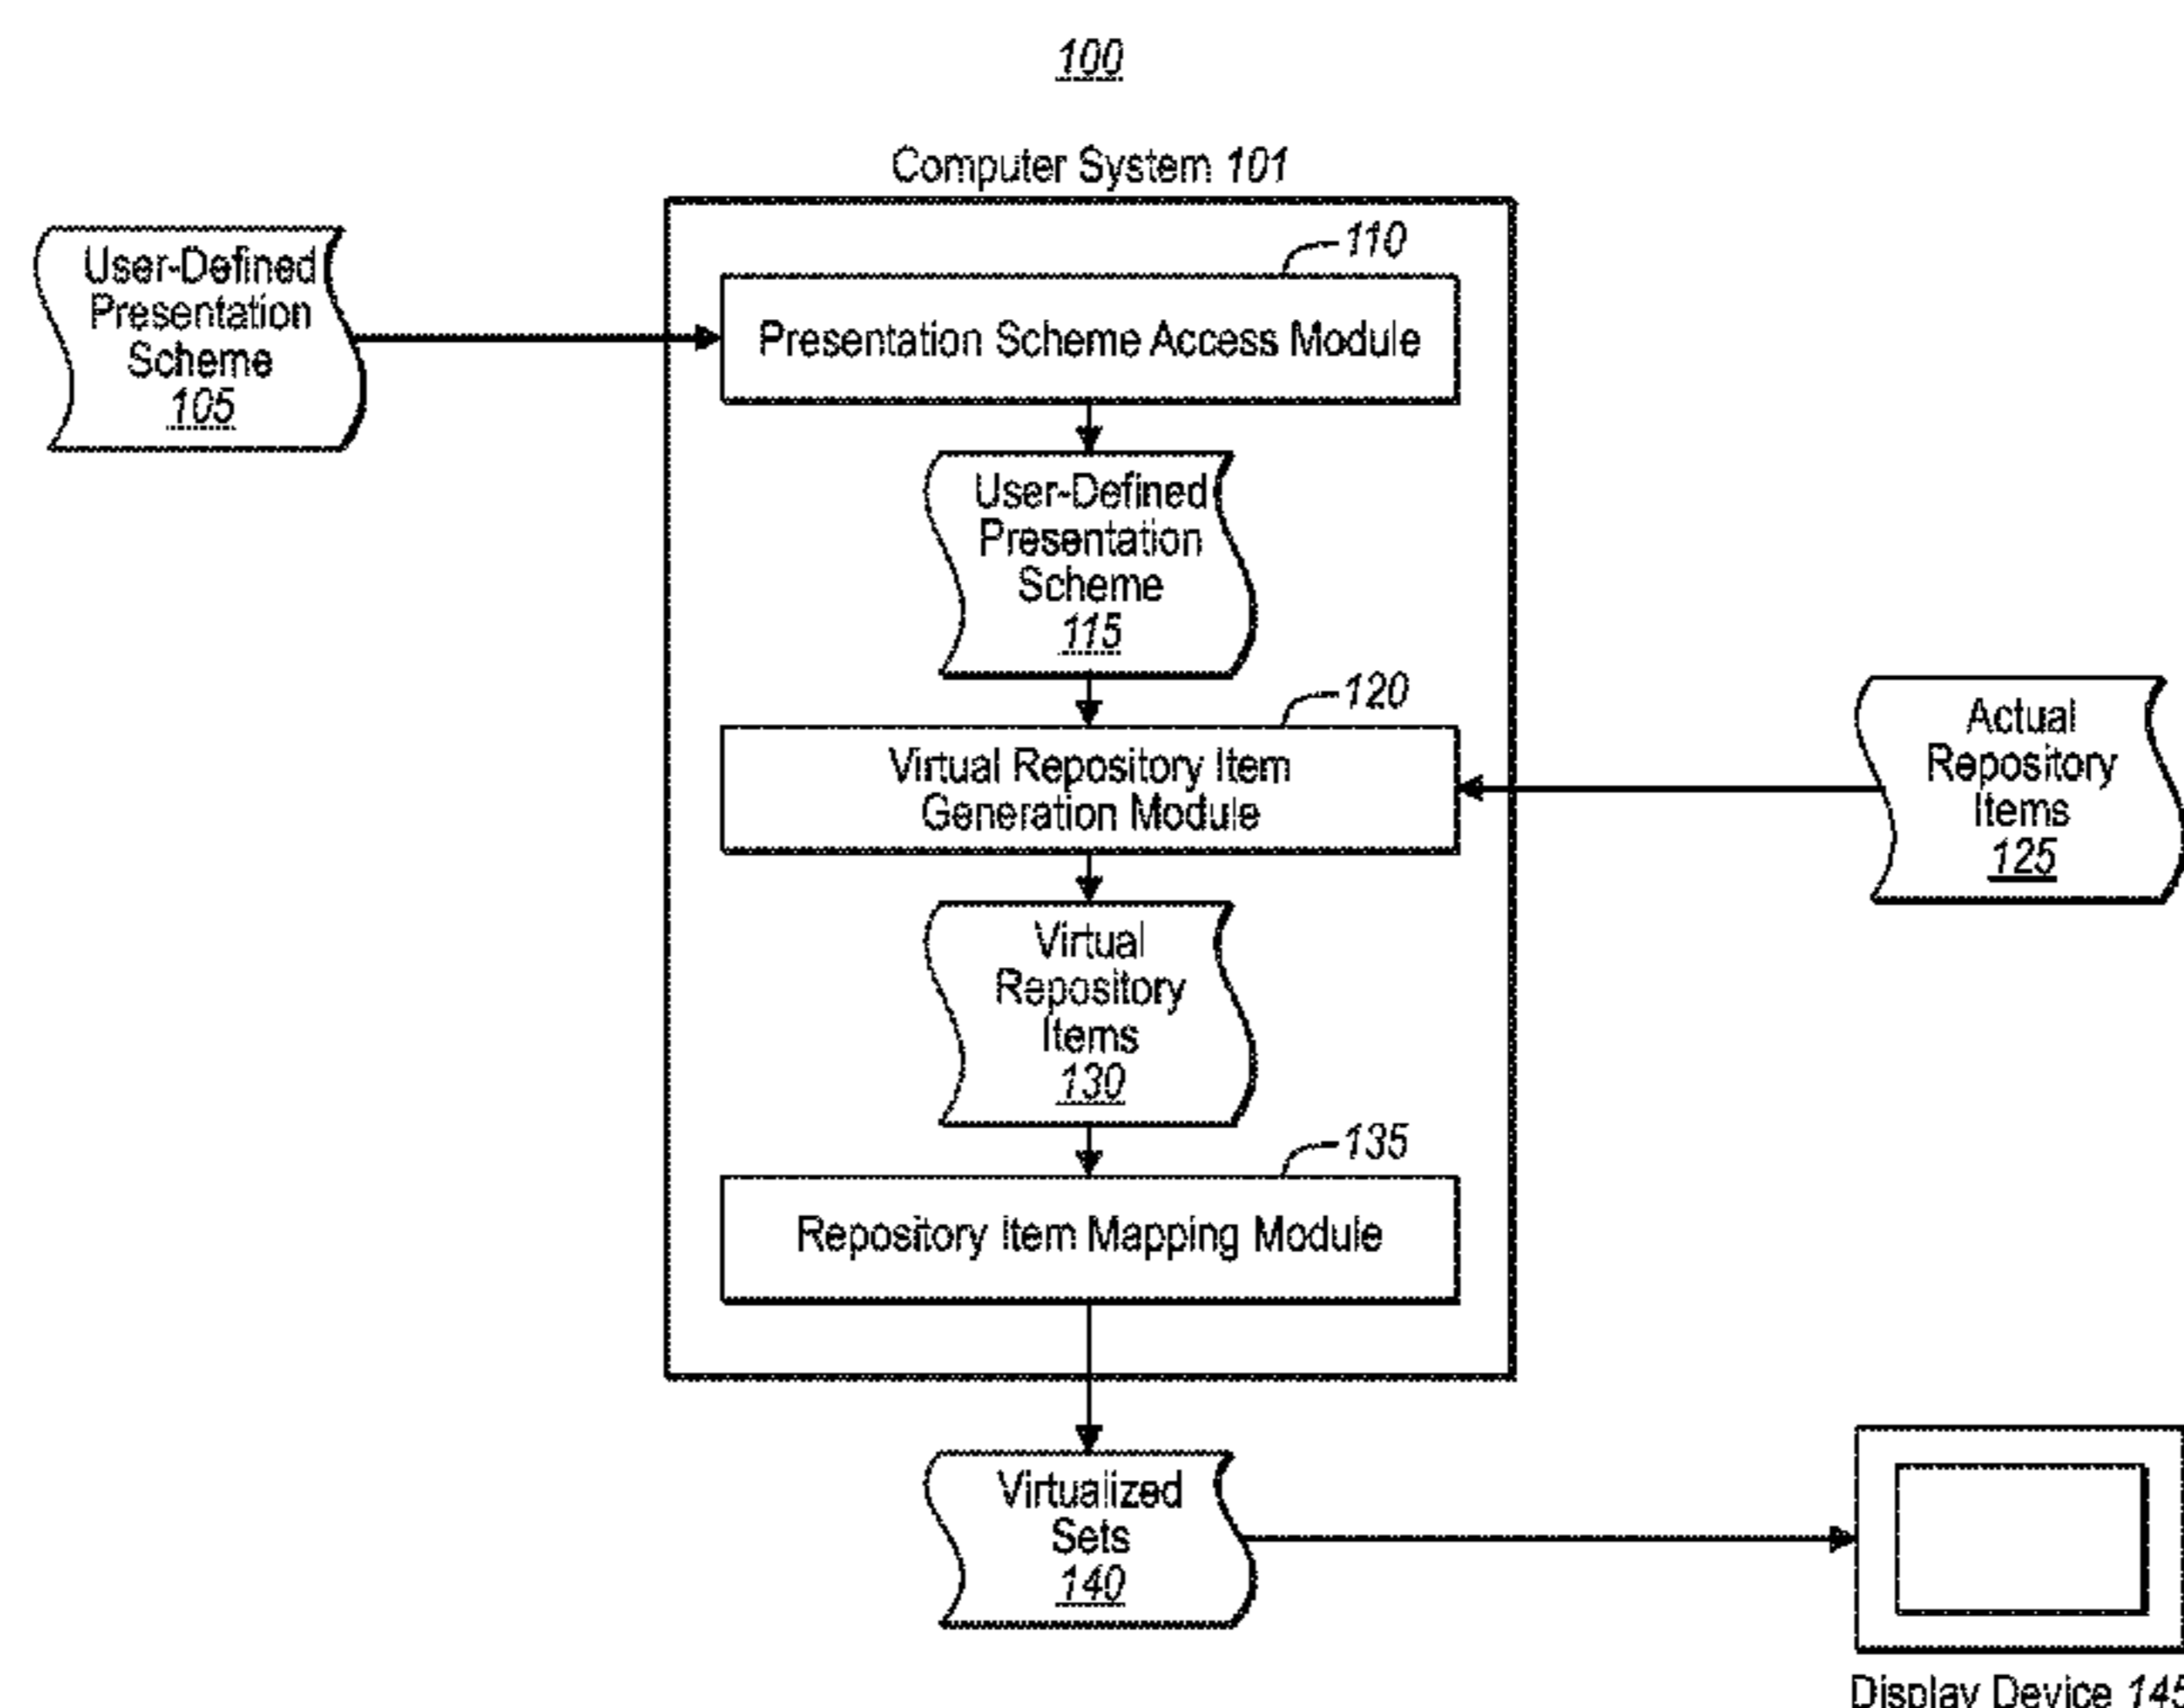 100
Computer System 101
User-Defined
Presentation
Scheme
105
110
Presentation Scheme Access Module
User-Defined
Presentation
Scheme
115
120
Virtual Repository Item
Generation Module
Actual
Repository
Items
125
Virtual
Repository
Items
130
135
Repository Item Mapping Module
Virtualized
Sets
140
Display Device 145